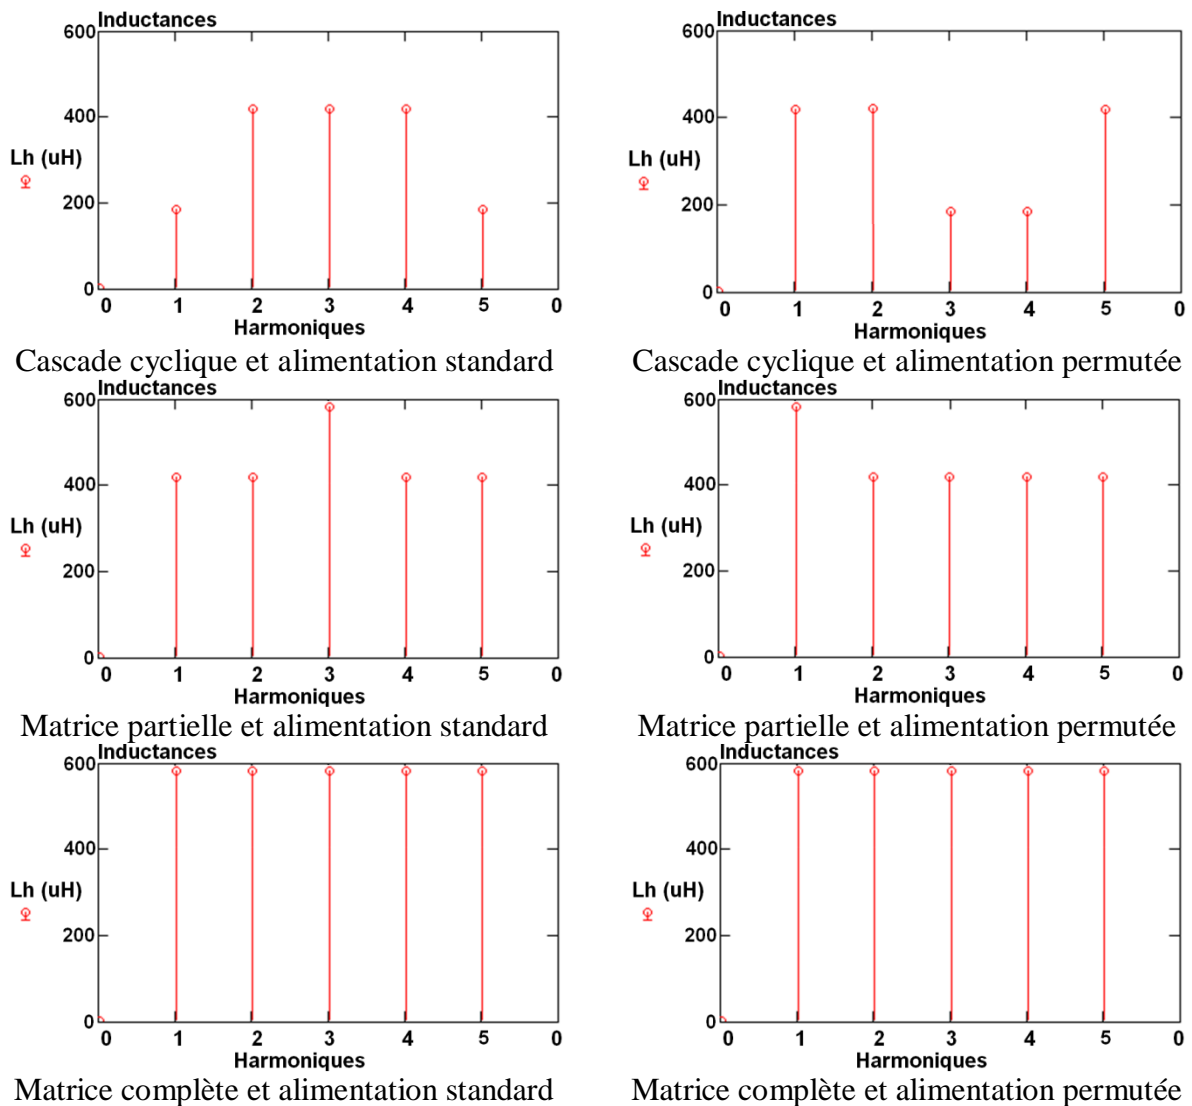 Inductances
600
400
Lh (uH)
200
0
0 1 2 3 4 5 0
Harmoniques
Cascade cyclique et alimentation standard
Inductances
600
400
Lh (uH)
200
0
0 1 2 3 4 5 0
Harmoniques
Cascade cyclique et alimentation permutée
Inductances
600
400
Lh (uH)
200
0
0 1 2 3 4 5 0
Harmoniques
Matrice partielle et alimentation standard
Inductances
600
400
Lh (uH)
200
0
0 1 2 3 4 5 0
Harmoniques
Matrice partielle et alimentation permutée
Inductances
600
400
Lh (uH)
200
0
0 1 2 3 4 5 0
Harmoniques
Matrice complète et alimentation standard
Inductances
600
400
Lh (uH)
200
0
0 1 2 3 4 5 0
Harmoniques
Matrice complète et alimentation permutée